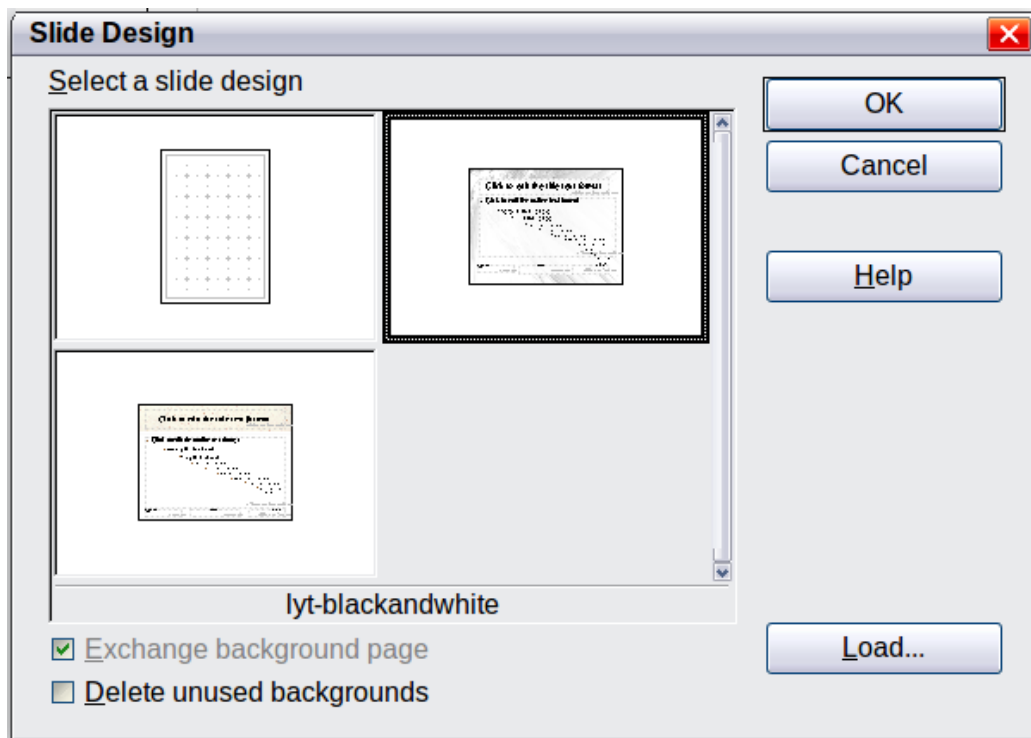 Slide Design
Select a slide design
OK
Cancel
Help
lyt-blackandwhite
Exchange background page
Load...
Delete unused backgrounds